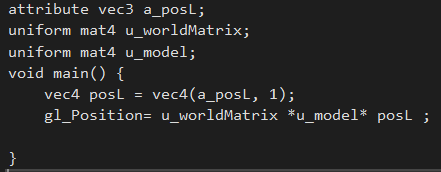 attribute vec3 a_posL;
uniform mat4 u_worldMatrix;
uniform mat4 u_model;
void main() {
    vec4 posL = vec4(a_posL, 1);
    gl_Position= u_worldMatrix *u_model* posL ;
}